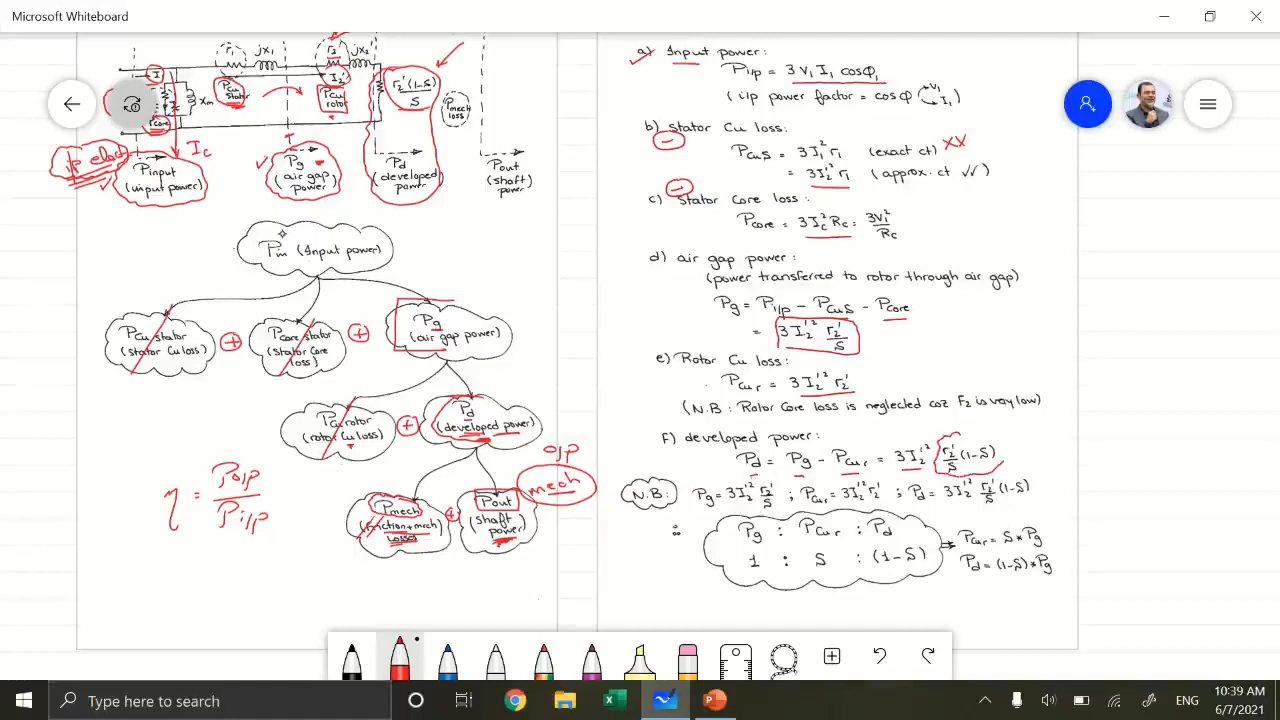 Microsoft Whiteboard
r1 jx1 r2' jx2'
I1 I2' r2'(1-S)/S
xm Pcu stator Pcu rotor Pmech loss
Pcore
Ic
i/p elec
Pinput (input power)
Pg (air gap power)
Pd (developed power)
Pout (shaft power)
Pin (Input power)
Pcu stator (stator Cu loss) + Pcore stator (stator Core loss) + Pg (air gap power)
Pcu rotor (rotor Cu loss) + Pd (developed power)
o/p
mech
η = Po/p / Pi/p
Pmech (friction+mech Losses) + Pout (shaft power)
a) Input power:
Pi/p = 3 V1 I1 cosΦ1
(i/p power factor = cosΦ V1 I1)
b) stator Cu loss:
PcuS = 3I1² r1 (exact ct) XX
= 3I2'² r1 (approx. ct √√)
c) stator Core loss:
Pcore = 3Ic² Rc = 3V1²/Rc
d) air gap power:
(power transferred to rotor through air gap)
Pg = Pi/p - PcuS - Pcore
= 3I2'² r2'/S
e) Rotor Cu loss:
Pcur = 3I2'² r2'
(N.B: Rotor Core loss is neglected coz F2 is very low)
F) developed power:
Pd = Pg - Pcur = 3I2'² r2'/S (1-S)
N.B: Pg = 3I2'² r2'/S ; Pcur = 3I2'² r2' ; Pd = 3I2'² r2'/S (1-S)
∴ Pg : Pcur : Pd
1 : S : (1-S)
⇒ Pcur = S * Pg
Pd = (1-S) * Pg
Type here to search
ENG
10:39 AM
6/7/2021